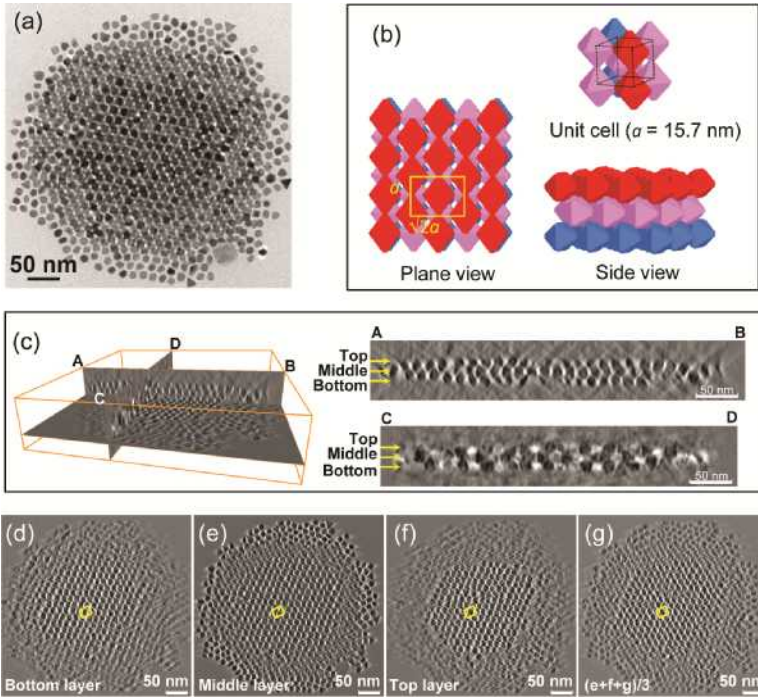 (a)
50 nm
(b)
a
√2a
Plane view
Unit cell (a = 15.7 nm)
Side view
(c)
A
D
B
C
A
B
Top
Middle
Bottom
50 nm
C
D
Top
Middle
Bottom
50 nm
(d)
Bottom layer
50 nm
(e)
Middle layer
50 nm
(f)
Top layer
50 nm
(g)
(e+f+g)/3
50 nm